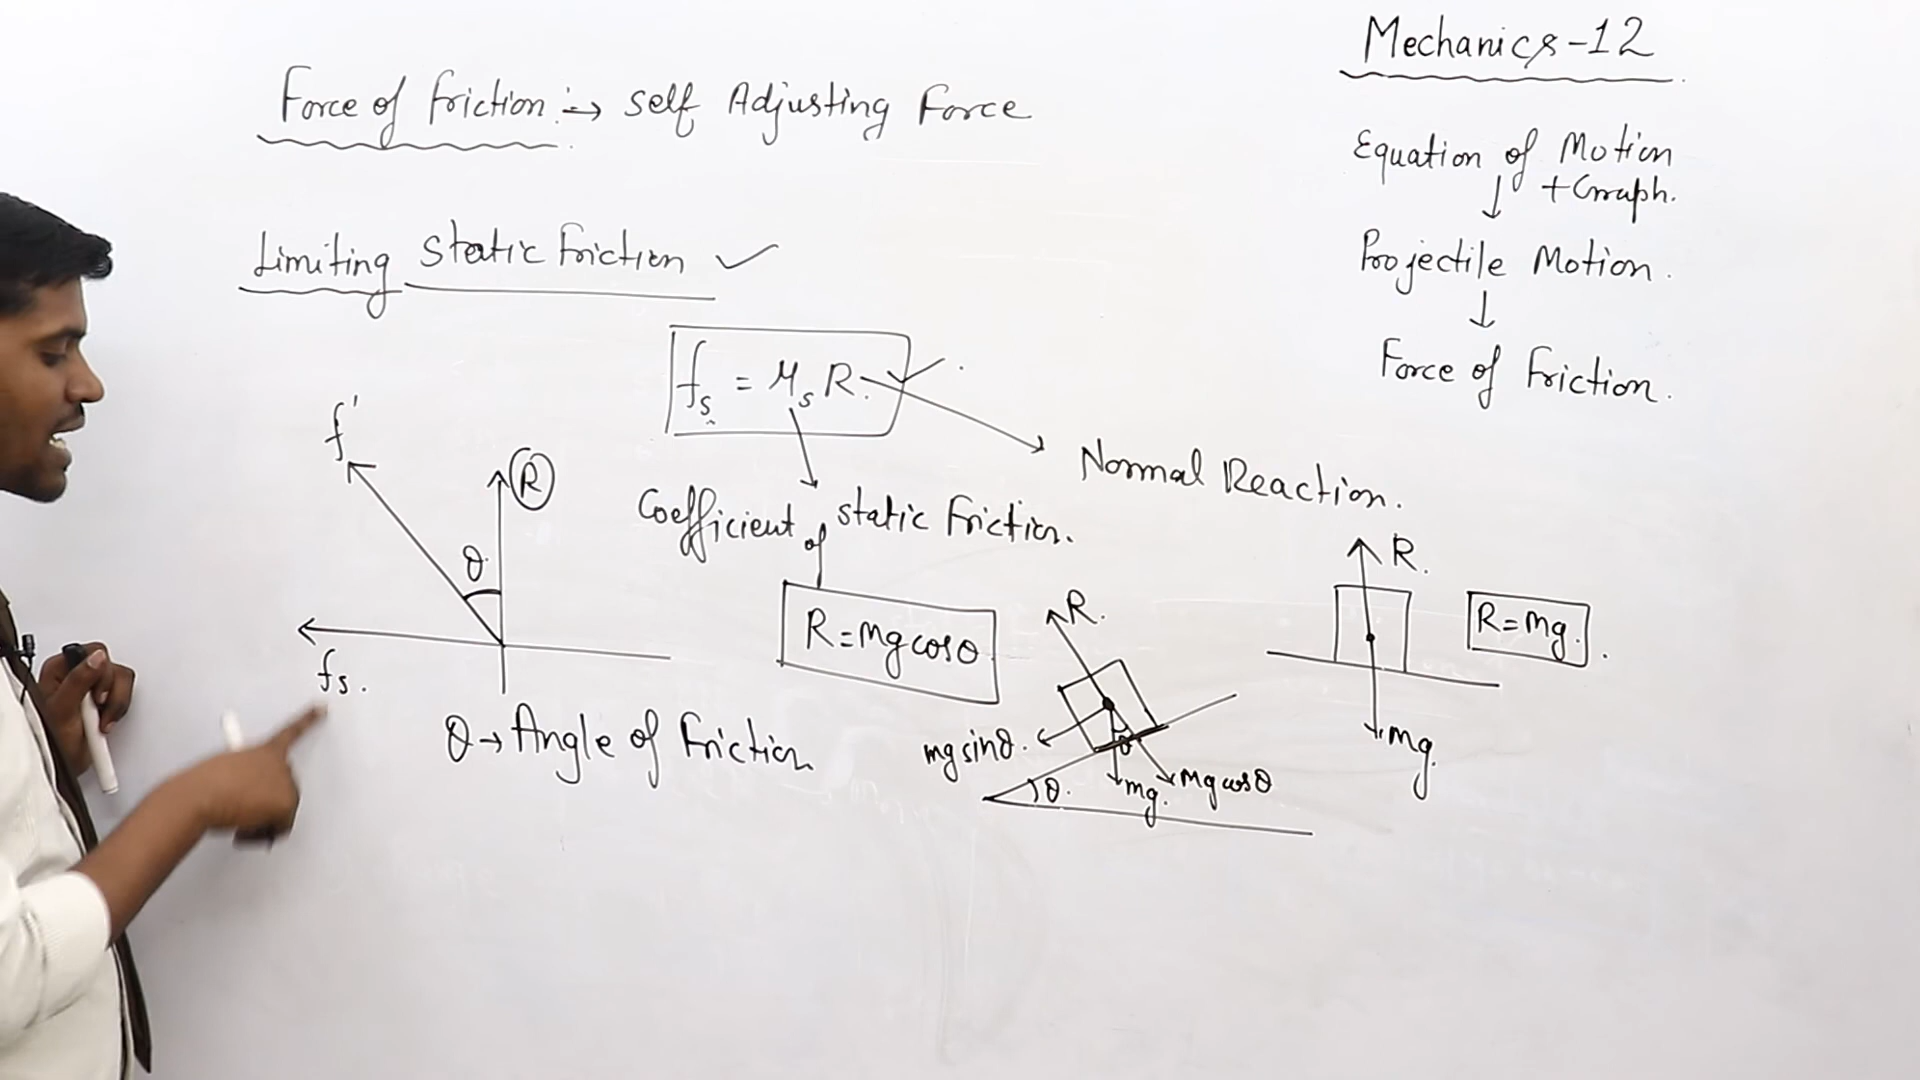 Mechanics-12
Force of friction :→ Self Adjusting Force
Equation of Motion
+ Graph.
↓
Limiting Static Friction ✓
Projectile Motion.
↓
Force of Friction.
fs = μs R.
Normal Reaction.
Coefficient of static Friction.
f'
R
θ
fs.
θ → Angle of Friction
R = mg cosθ
R.
mg sinθ.
θ
θ.
mg.
mg cosθ
R.
R = mg.
mg.